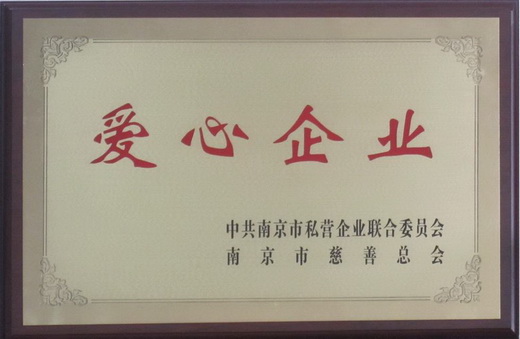 爱心企业
中共南京市私营企业联合委员会
南京市慈善总会